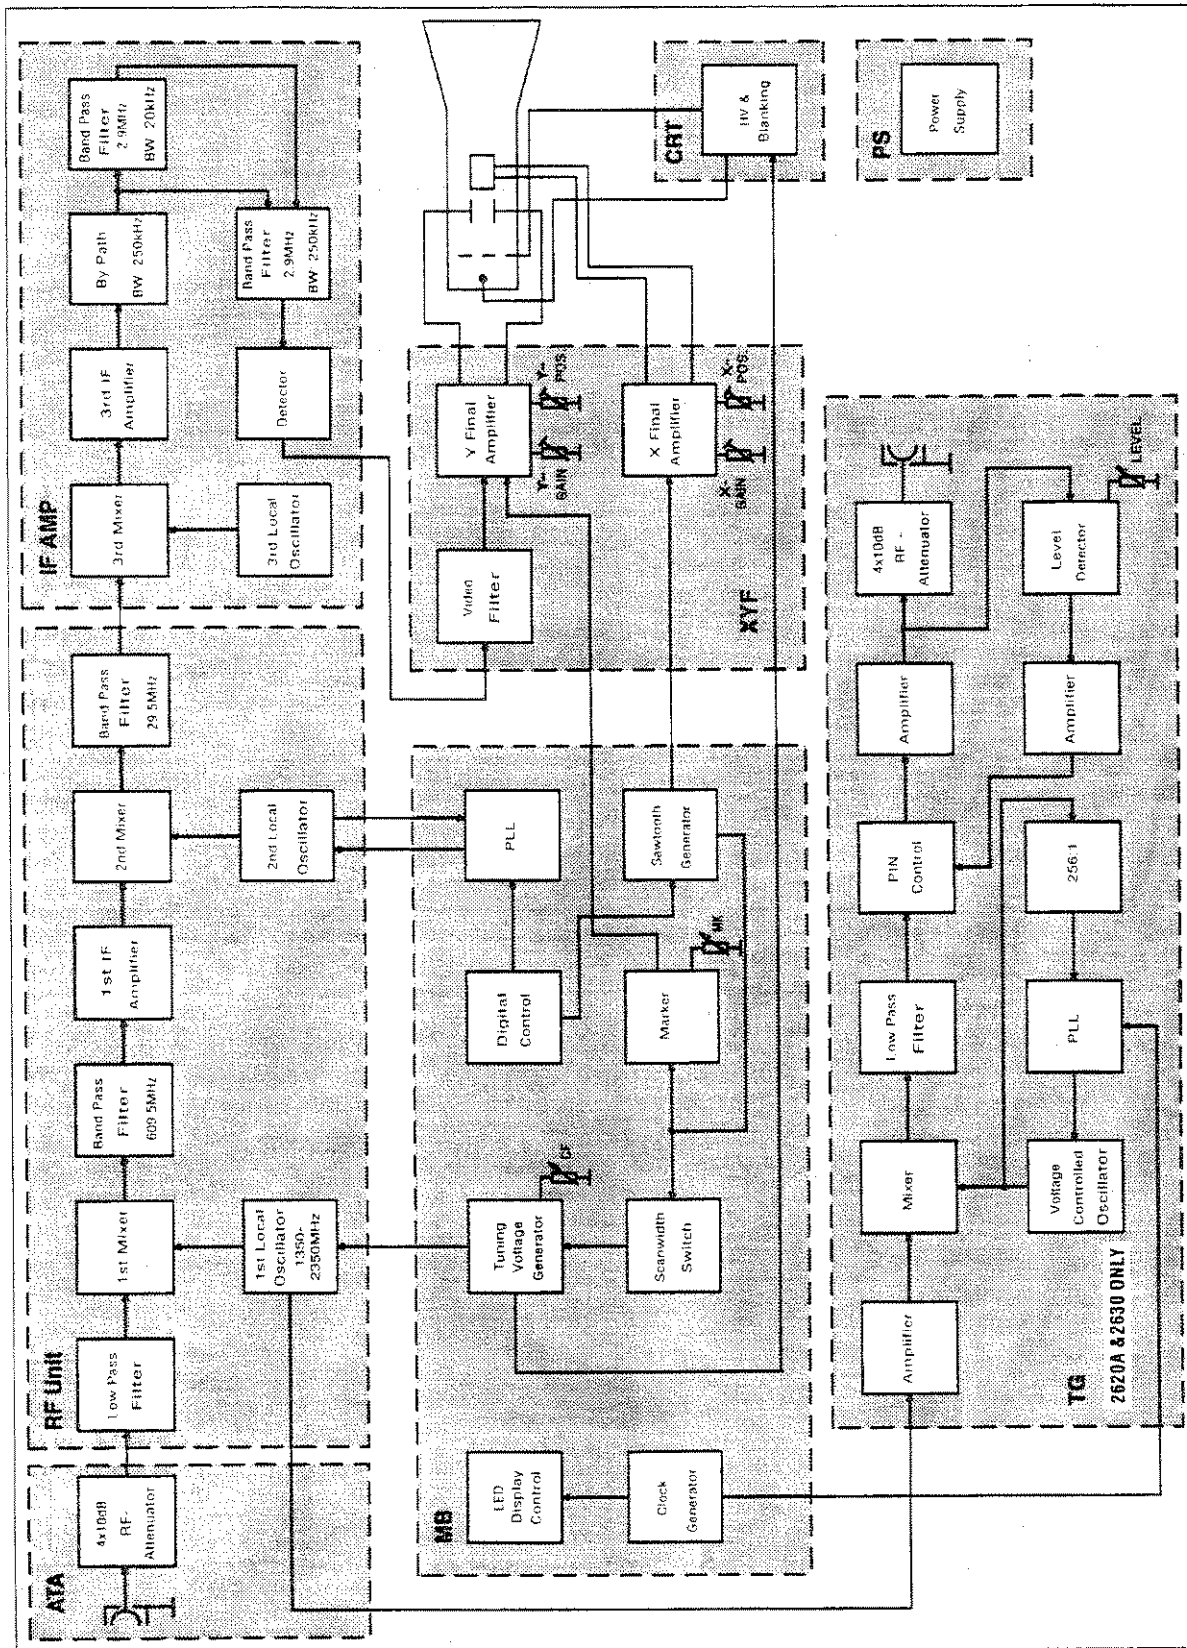 ATA
4x10dB
RF-
Attenuator
RF Unit
Low Pass
Filter
1st Mixer
Band Pass
Filter
609.5MHz
1st IF
Amplifier
2nd Mixer
Band Pass
Filter
29.5MHz
1st Local
Oscillator
1350-
2350MHz
2nd Local
Oscillator
IF AMP
3rd Mixer
3rd IF
Amplifier
By Path
BW 250kHz
Band Pass
Filter
2.9MHz
BW 20kHz
3rd Local
Oscillator
Detector
Band Pass
Filter
2.9MHz
BW 250kHz
MB
LED
Display
Control
Clock
Generator
Tuning
Voltage
Generator
CF
Scanwidth
Switch
Digital
Control
Marker
MK
PLL
Sawtooth
Generator
XYF
Video
Filter
Y Final
Amplifier
Y-
GAIN
Y-
POS.
X Final
Amplifier
X-
GAIN
X-
POS.
CRT
HV &
Blanking
PS
Power
Supply
TG
2620A & 2630 ONLY
Amplifier
Mixer
Low Pass
Filter
PIN
Control
Amplifier
4x10dB
RF -
Attenuator
Voltage
Controlled
Oscillator
PLL
256:1
Amplifier
Level
Detector
LEVEL